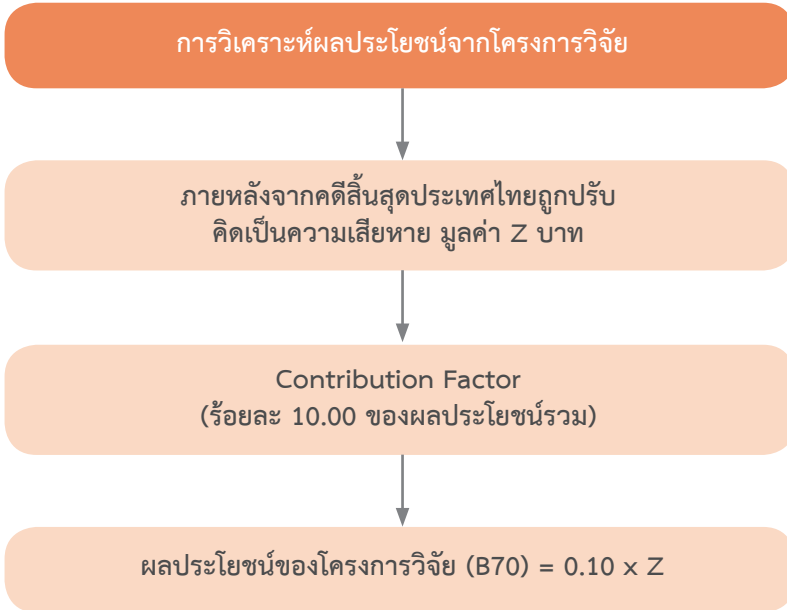 การวิเคราะห์ผลประโยชน์จากโครงการวิจัย
ภายหลังจากคดีสิ้นสุดประเทศไทยถูกปรับ
คิดเป็นความเสียหาย มูลค่า Z บาท
Contribution Factor
(ร้อยละ 10.00 ของผลประโยชน์รวม)
ผลประโยชน์ของโครงการวิจัย (B70) = 0.10 x Z